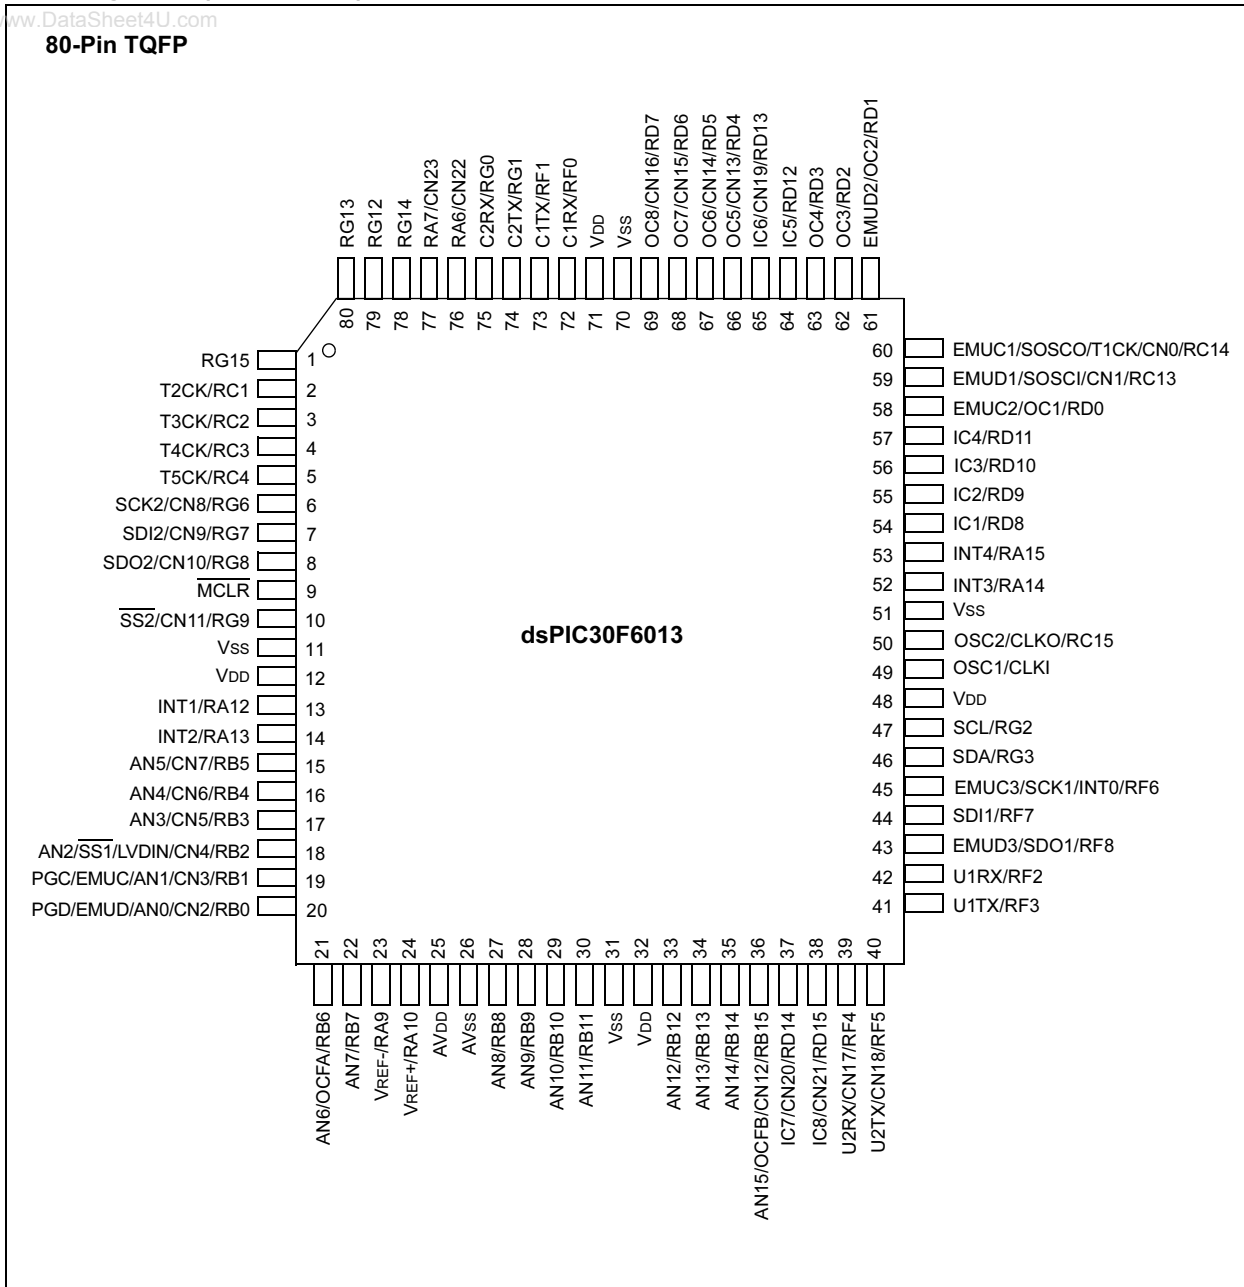 www.DataSheet4U.com
80-Pin TQFP
RG13
RG12
RG14
RA7/CN23
RA6/CN22
C2RX/RG0
C2TX/RG1
C1TX/RF1
C1RX/RF0
VDD
VSS
OC8/CN16/RD7
OC7/CN15/RD6
OC6/CN14/RD5
OC5/CN13/RD4
IC6/CN19/RD13
IC5/RD12
OC4/RD3
OC3/RD2
EMUD2/OC2/RD1
80
79
78
77
76
75
74
73
72
71
70
69
68
67
66
65
64
63
62
61
RG15 1
T2CK/RC1 2
T3CK/RC2 3
T4CK/RC3 4
T5CK/RC4 5
SCK2/CN8/RG6 6
SDI2/CN9/RG7 7
SDO2/CN10/RG8 8
MCLR 9
SS2/CN11/RG9 10
VSS 11
VDD 12
INT1/RA12 13
INT2/RA13 14
AN5/CN7/RB5 15
AN4/CN6/RB4 16
AN3/CN5/RB3 17
AN2/SS1/LVDIN/CN4/RB2 18
PGC/EMUC/AN1/CN3/RB1 19
PGD/EMUD/AN0/CN2/RB0 20
dsPIC30F6013
60 EMUC1/SOSCO/T1CK/CN0/RC14
59 EMUD1/SOSCI/CN1/RC13
58 EMUC2/OC1/RD0
57 IC4/RD11
56 IC3/RD10
55 IC2/RD9
54 IC1/RD8
53 INT4/RA15
52 INT3/RA14
51 VSS
50 OSC2/CLKO/RC15
49 OSC1/CLKI
48 VDD
47 SCL/RG2
46 SDA/RG3
45 EMUC3/SCK1/INT0/RF6
44 SDI1/RF7
43 EMUD3/SDO1/RF8
42 U1RX/RF2
41 U1TX/RF3
21
22
23
24
25
26
27
28
29
30
31
32
33
34
35
36
37
38
39
40
AN6/OCFA/RB6
AN7/RB7
VREF-/RA9
VREF+/RA10
AVDD
AVSS
AN8/RB8
AN9/RB9
AN10/RB10
AN11/RB11
VSS
VDD
AN12/RB12
AN13/RB13
AN14/RB14
AN15/OCFB/CN12/RB15
IC7/CN20/RD14
IC8/CN21/RD15
U2RX/CN17/RF4
U2TX/CN18/RF5